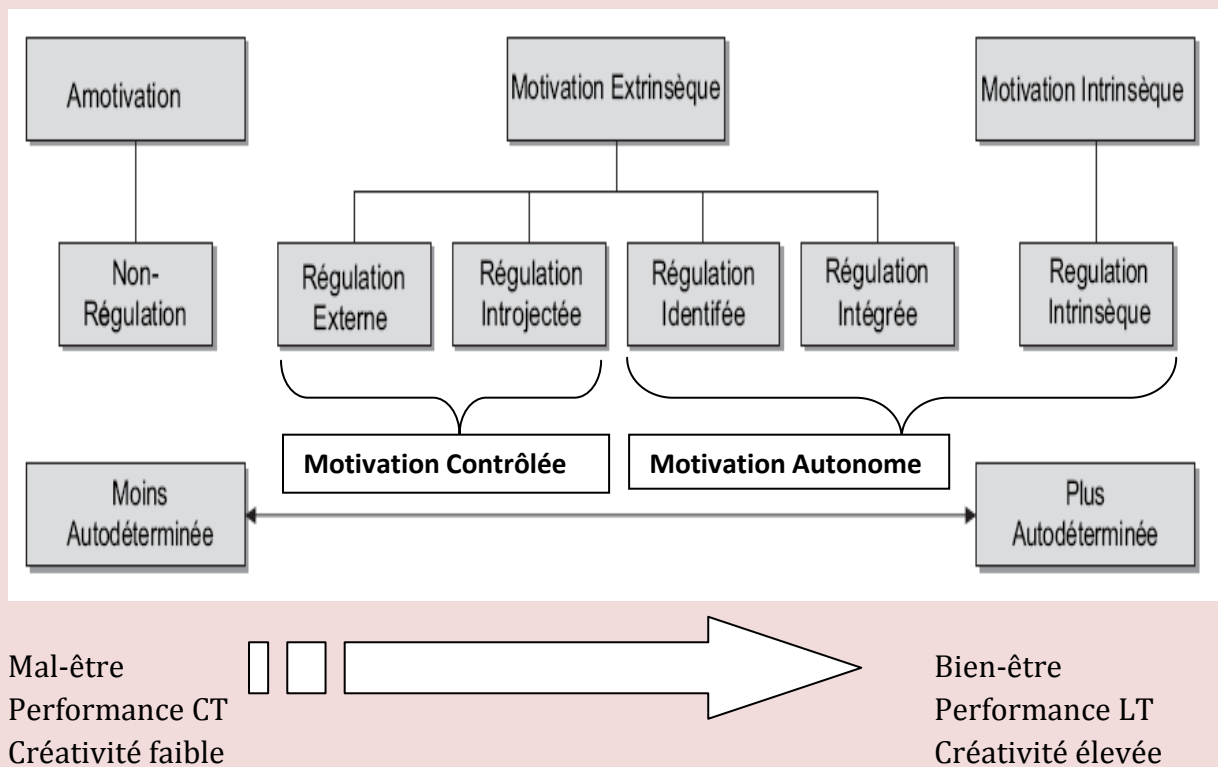 Amotivation
Motivation Extrinsèque
Motivation Intrinsèque
Non-
Régulation
Régulation
Externe
Régulation
Introjectée
Régulation
Identifée
Régulation
Intégrée
Regulation
Intrinsèque
Motivation Contrôlée
Motivation Autonome
Moins
Autodéterminée
Plus
Autodéterminée
Mal-être
Performance CT
Créativité faible
Bien-être
Performance LT
Créativité élevée